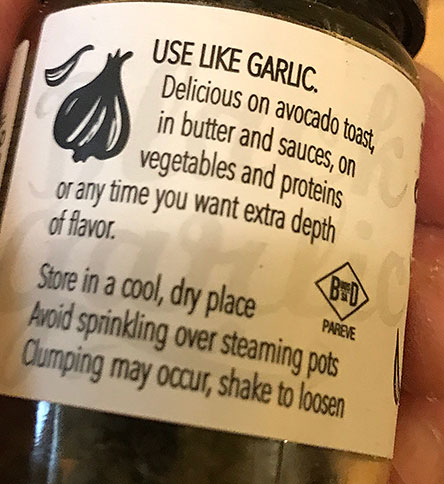 USE LIKE GARLIC.
Delicious on avocado toast,
in butter and sauces, on
vegetables and proteins
or any time you want extra depth
of flavor.
Store in a cool, dry place
Avoid sprinkling over steaming pots
Clumping may occur, shake to loosen
B D
PAREVE